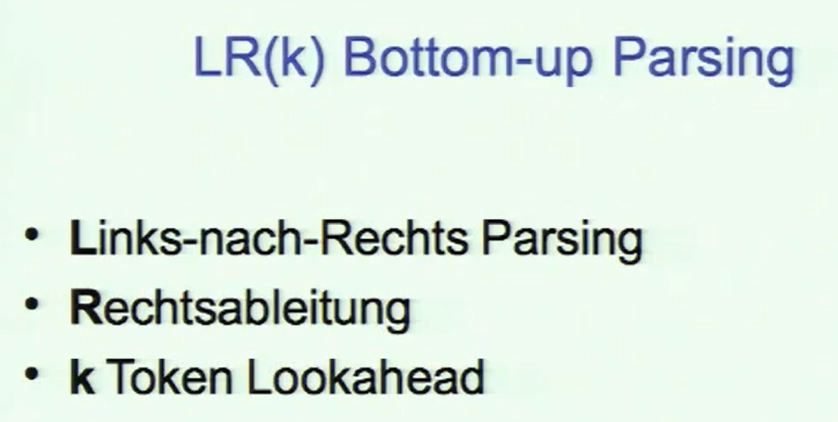 LR(k) Bottom-up Parsing
Links-nach-Rechts Parsing
Rechtsableitung
k Token Lookahead